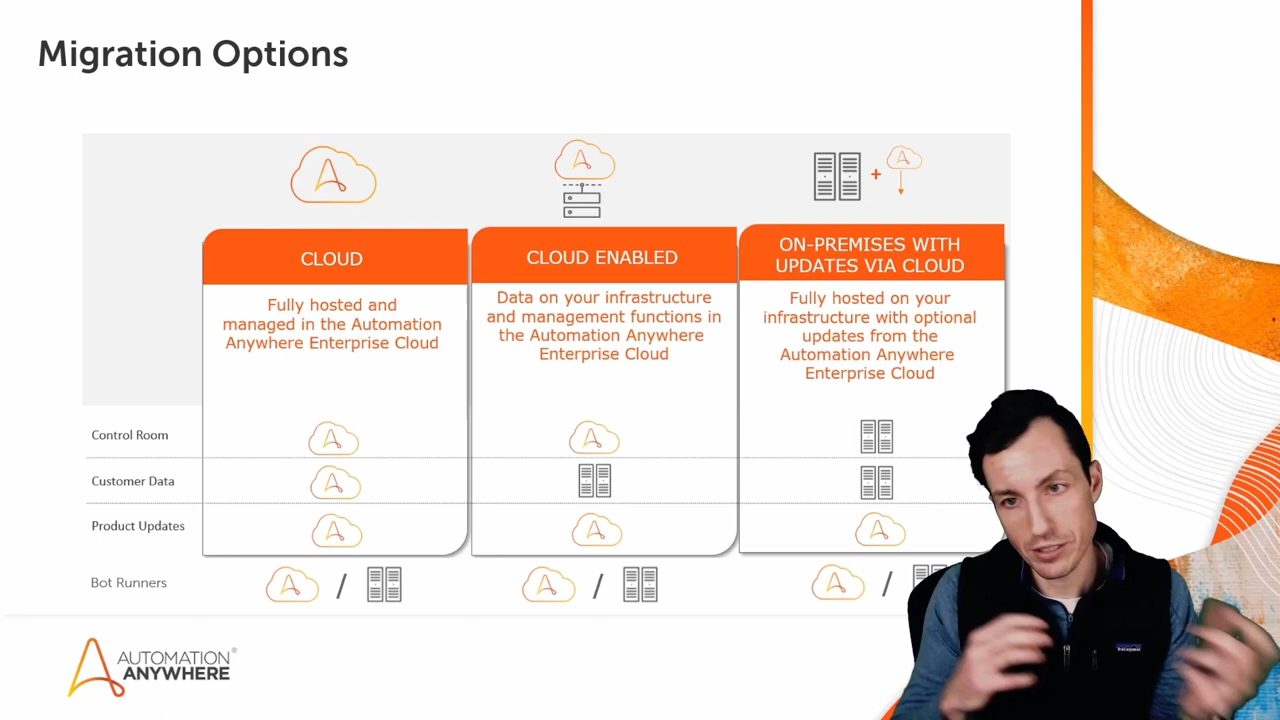 Migration Options
CLOUD
CLOUD ENABLED
ON-PREMISES WITH
UPDATES VIA CLOUD
Fully hosted and
managed in the Automation
Anywhere Enterprise Cloud
Data on your infrastructure
and management functions in
the Automation Anywhere
Enterprise Cloud
Fully hosted on your
infrastructure with optional
updates from the
Automation Anywhere
Enterprise Cloud
Control Room
Customer Data
Product Updates
Bot Runners
/
/
/
+
AUTOMATION®
ANYWHERE
patagonia